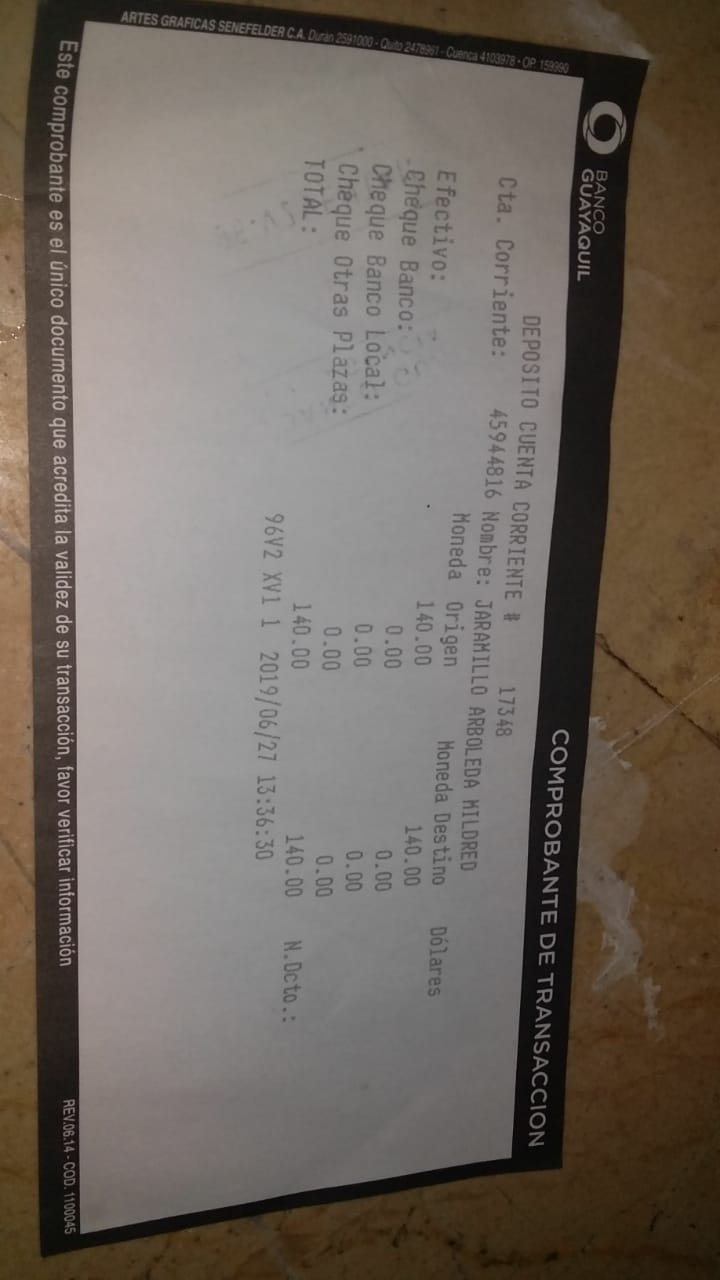 BANCO
GUAYAQUIL
COMPROBANTE DE TRANSACCION
DEPOSITO CUENTA CORRIENTE # 17348
Cta. Corriente: 45944816 Nombre: JARAMILLO ARBOLEDA MILDRED
Moneda Origen Moneda Destino Dólares
Efectivo: 140.00 140.00
Cheque Banco: 0.00 0.00
Cheque Banco Local: 0.00 0.00
Cheque Otras Plazas: 0.00 0.00
TOTAL: 140.00 140.00 N.Dcto.:
96V2 XV1 1 2019/06/27 13:36:30
Este comprobante es el único documento que acredita la validez de su transacción, favor verificar información
REV.06.14 - COD. 1100045
ARTES GRAFICAS SENEFELDER C.A. Durán 2591000 - Quito 2478981 - Cuenca 4103978 - OP.